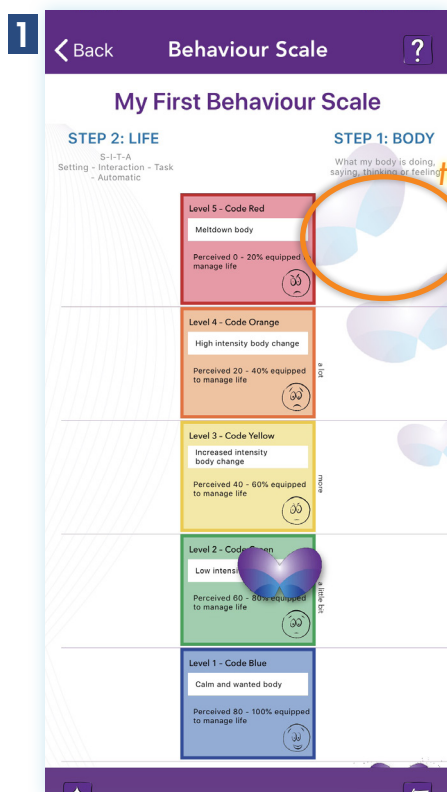 1
Back
Behaviour Scale
?
My First Behaviour Scale
STEP 2: LIFE
S-I-T-A
Setting - Interaction - Task
- Automatic
STEP 1: BODY
What my body is doing,
saying, thinking or feeling
Level 5 - Code Red
Meltdown body
Perceived 0 - 20% equipped
manage life
Level 4 - Code Orange
High intensity body change
Perceived 20 - 40% equipped
to manage life
a lot
Level 3 - Code Yellow
Increased intensity
body change
Perceived 40 - 60% equipped
to manage life
more
Level 2 - Code
Low
Perceived 60 - 80% equipped
to manage life
a little bit
Level 1 - Code Blue
Calm and wanted body
Perceived 80 - 100% equipped
to manage life